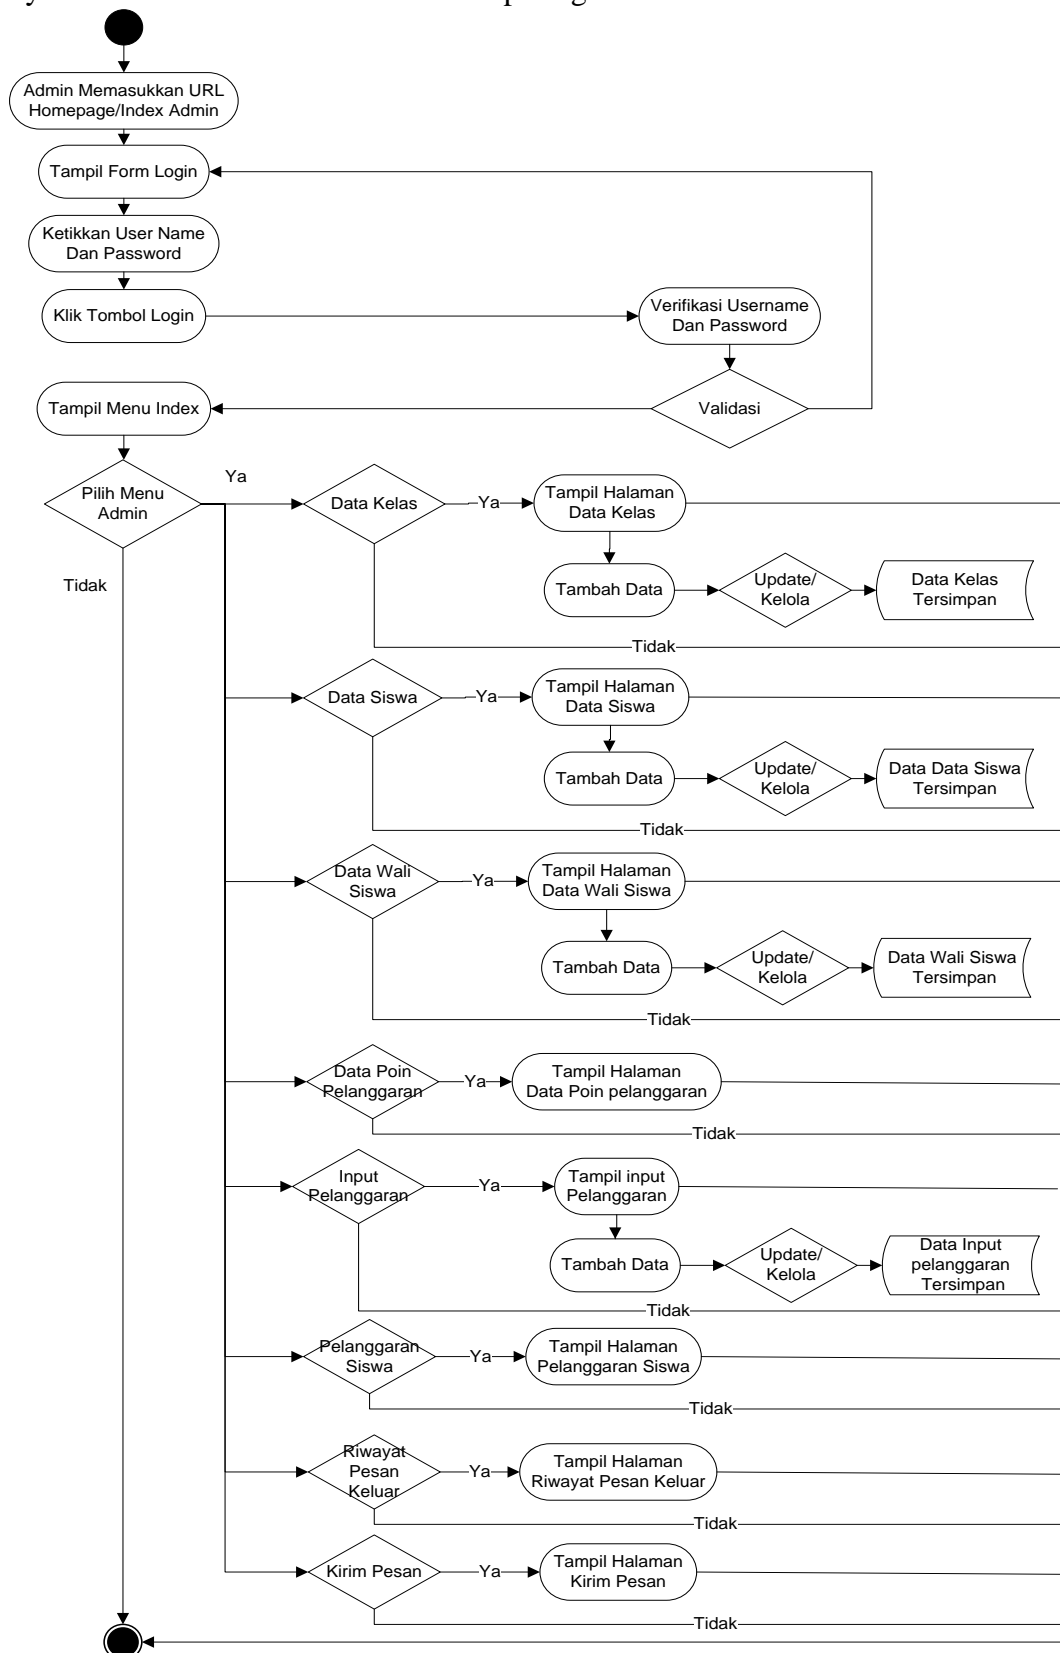 Admin Memasukkan URL
Homepage/Index Admin
Tampil Form Login
Ketikkan User Name
Dan Password
Klik Tombol Login
Verifikasi Username
Dan Password
Validasi
Tampil Menu Index
Pilih Menu
Admin
Ya
Tidak
Data Kelas
Ya
Tampil Halaman
Data Kelas
Tambah Data
Update/
Kelola
Data Kelas
Tersimpan
Tidak
Data Siswa
Ya
Tampil Halaman
Data Siswa
Tambah Data
Update/
Kelola
Data Data Siswa
Tersimpan
Tidak
Data Wali
Siswa
Ya
Tampil Halaman
Data Wali Siswa
Tambah Data
Update/
Kelola
Data Wali Siswa
Tersimpan
Tidak
Data Poin
Pelanggaran
Ya
Tampil Halaman
Data Poin pelanggaran
Tidak
Input
Pelanggaran
Ya
Tampil input
Pelanggaran
Tambah Data
Update/
Kelola
Data Input
pelanggaran
Tersimpan
Tidak
Pelanggaran
Siswa
Ya
Tampil Halaman
Pelanggaran Siswa
Tidak
Riwayat
Pesan
Keluar
Ya
Tampil Halaman
Riwayat Pesan Keluar
Tidak
Kirim Pesan
Ya
Tampil Halaman
Kirim Pesan
Tidak